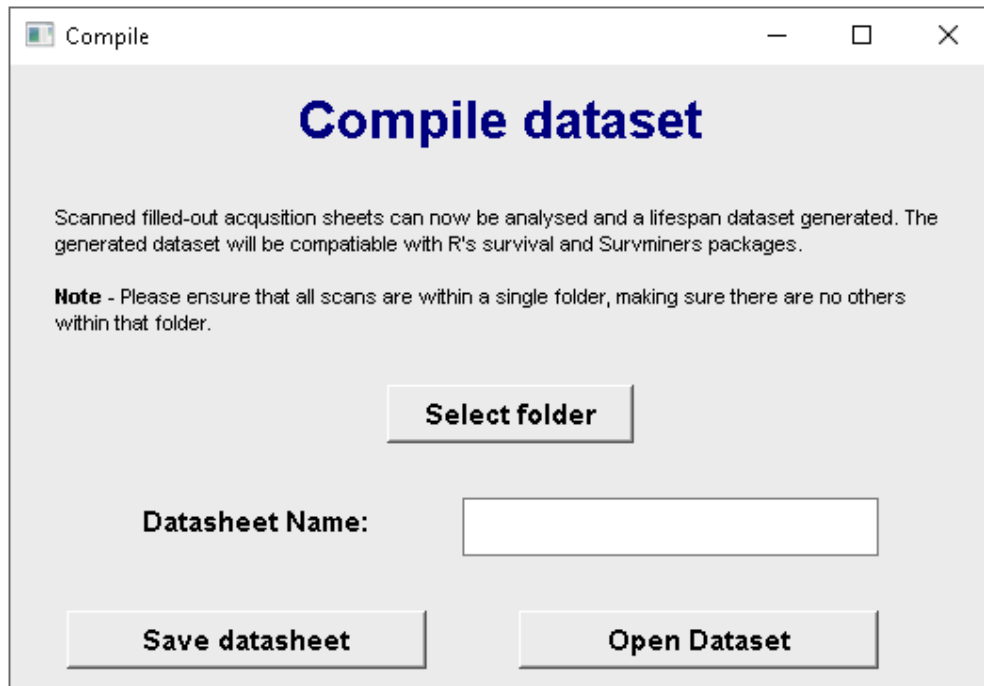 Compile
Compile dataset
Scanned filled-out acqusition sheets can now be analysed and a lifespan dataset generated. The
generated dataset will be compatiable with R's survival and Survminers packages.
Note - Please ensure that all scans are within a single folder, making sure there are no others
within that folder.
Select folder
Datasheet Name:
Save datasheet
Open Dataset